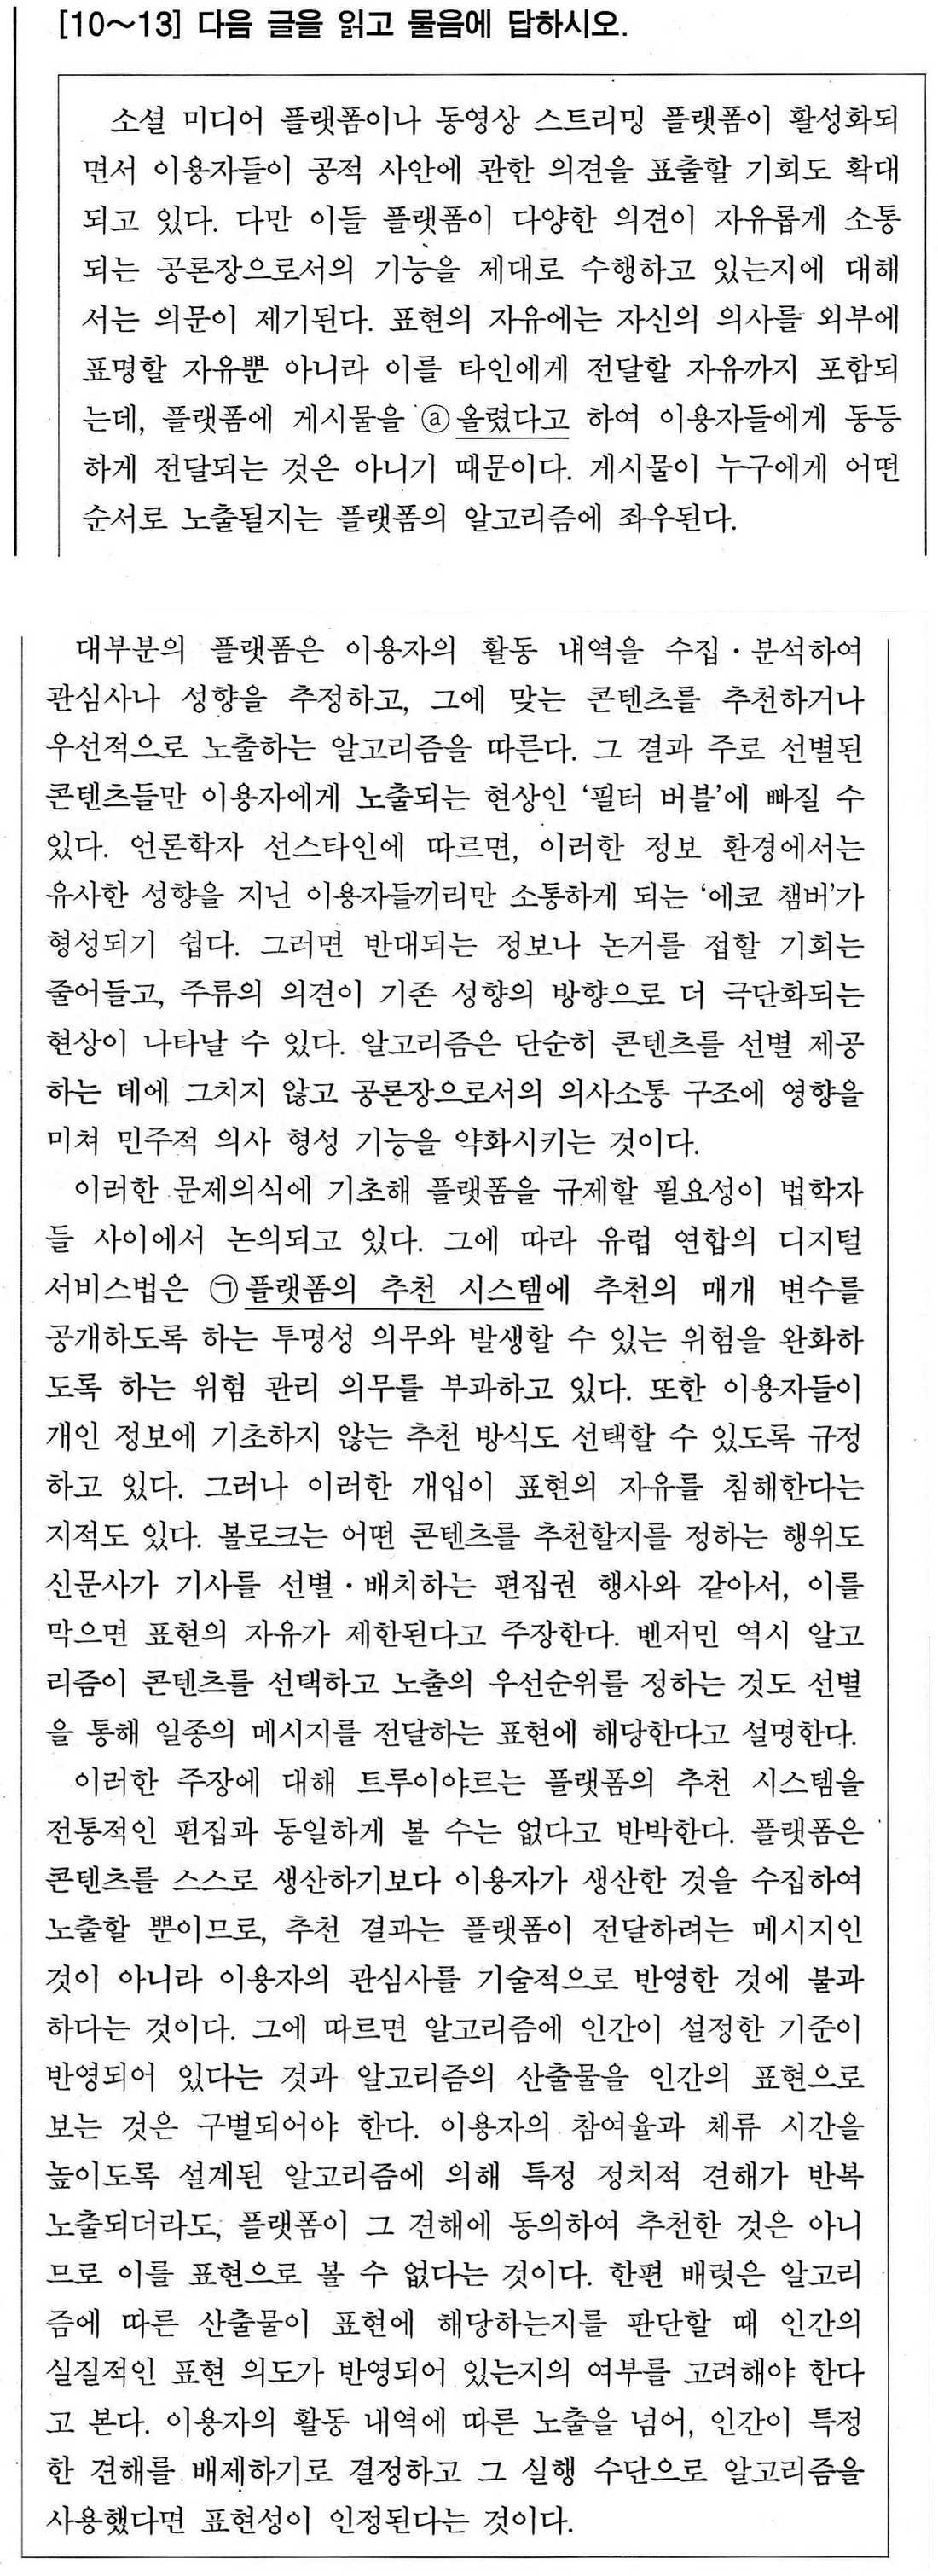 [10～13] 다음 글을 읽고 물음에 답하시오.
소셜 미디어 플랫폼이나 동영상 스트리밍 플랫폼이 활성화되
면서 이용자들이 공적 사안에 관한 의견을 표출할 기회도 확대
되고 있다. 다만 이들 플랫폼이 다양한 의견이 자유롭게 소통
되는 공론장으로서의 기능을 제대로 수행하고 있는지에 대해
서는 의문이 제기된다. 표현의 자유에는 자신의 의사를 외부에
표명할 자유뿐 아니라 이를 타인에게 전달할 자유까지 포함되
는데, 플랫폼에 게시물을 ⓐ올렸다고 하여 이용자들에게 동등
하게 전달되는 것은 아니기 때문이다. 게시물이 누구에게 어떤
순서로 노출될지는 플랫폼의 알고리즘에 좌우된다.
대부분의 플랫폼은 이용자의 활동 내역을 수집・분석하여
관심사나 성향을 추정하고, 그에 맞는 콘텐츠를 추천하거나
우선적으로 노출하는 알고리즘을 따른다. 그 결과 주로 선별된
콘텐츠들만 이용자에게 노출되는 현상인 ‘필터 버블’에 빠질 수
있다. 언론학자 선스타인에 따르면, 이러한 정보 환경에서는
유사한 성향을 지닌 이용자들끼리만 소통하게 되는 ‘에코 챔버’가
형성되기 쉽다. 그러면 반대되는 정보나 논거를 접할 기회는
줄어들고, 주류의 의견이 기존 성향의 방향으로 더 극단화되는
현상이 나타날 수 있다. 알고리즘은 단순히 콘텐츠를 선별 제공
하는 데에 그치지 않고 공론장으로서의 의사소통 구조에 영향을
미쳐 민주적 의사 형성 기능을 약화시키는 것이다.
이러한 문제의식에 기초해 플랫폼을 규제할 필요성이 법학자
들 사이에서 논의되고 있다. 그에 따라 유럽 연합의 디지털
서비스법은 ㉠플랫폼의 추천 시스템에 추천의 매개 변수를
공개하도록 하는 투명성 의무와 발생할 수 있는 위험을 완화하
도록 하는 위험 관리 의무를 부과하고 있다. 또한 이용자들이
개인 정보에 기초하지 않는 추천 방식도 선택할 수 있도록 규정
하고 있다. 그러나 이러한 개입이 표현의 자유를 침해한다는
지적도 있다. 볼로크는 어떤 콘텐츠를 추천할지를 정하는 행위도
신문사가 기사를 선별・배치하는 편집권 행사와 같아서, 이를
막으면 표현의 자유가 제한된다고 주장한다. 벤저민 역시 알고
리즘이 콘텐츠를 선택하고 노출의 우선순위를 정하는 것도 선별
을 통해 일종의 메시지를 전달하는 표현에 해당한다고 설명한다.
이러한 주장에 대해 트루이야르는 플랫폼의 추천 시스템을
전통적인 편집과 동일하게 볼 수는 없다고 반박한다. 플랫폼은
콘텐츠를 스스로 생산하기보다 이용자가 생산한 것을 수집하여
노출할 뿐이므로, 추천 결과는 플랫폼이 전달하려는 메시지인
것이 아니라 이용자의 관심사를 기술적으로 반영한 것에 불과
하다는 것이다. 그에 따르면 알고리즘에 인간이 설정한 기준이
반영되어 있다는 것과 알고리즘의 산출물을 인간의 표현으로
보는 것은 구별되어야 한다. 이용자의 참여율과 체류 시간을
높이도록 설계된 알고리즘에 의해 특정 정치적 견해가 반복
노출되더라도, 플랫폼이 그 견해에 동의하여 추천한 것은 아니
므로 이를 표현으로 볼 수 없다는 것이다. 한편 배럿은 알고리
즘에 따른 산출물이 표현에 해당하는지를 판단할 때 인간의
실질적인 표현 의도가 반영되어 있는지의 여부를 고려해야 한다
고 본다. 이용자의 활동 내역에 따른 노출을 넘어, 인간이 특정
한 견해를 배제하기로 결정하고 그 실행 수단으로 알고리즘을
사용했다면 표현성이 인정된다는 것이다.